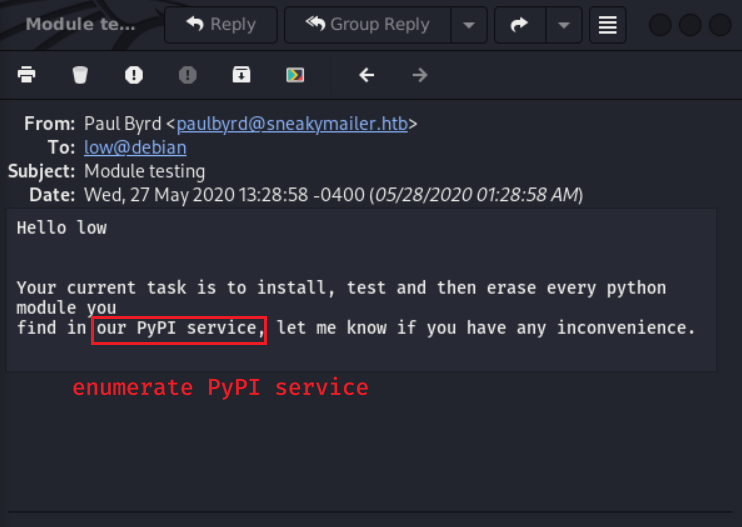 Module te...
Reply
Group Reply
From: Paul Byrd <paulbyrd@sneakymailer.htb>
To: low@debian
Subject: Module testing
Date: Wed, 27 May 2020 13:28:58 -0400 (05/28/2020 01:28:58 AM)
Hello low
Your current task is to install, test and then erase every python
module you
find in our PyPI service, let me know if you have any inconvenience.
enumerate PyPI service